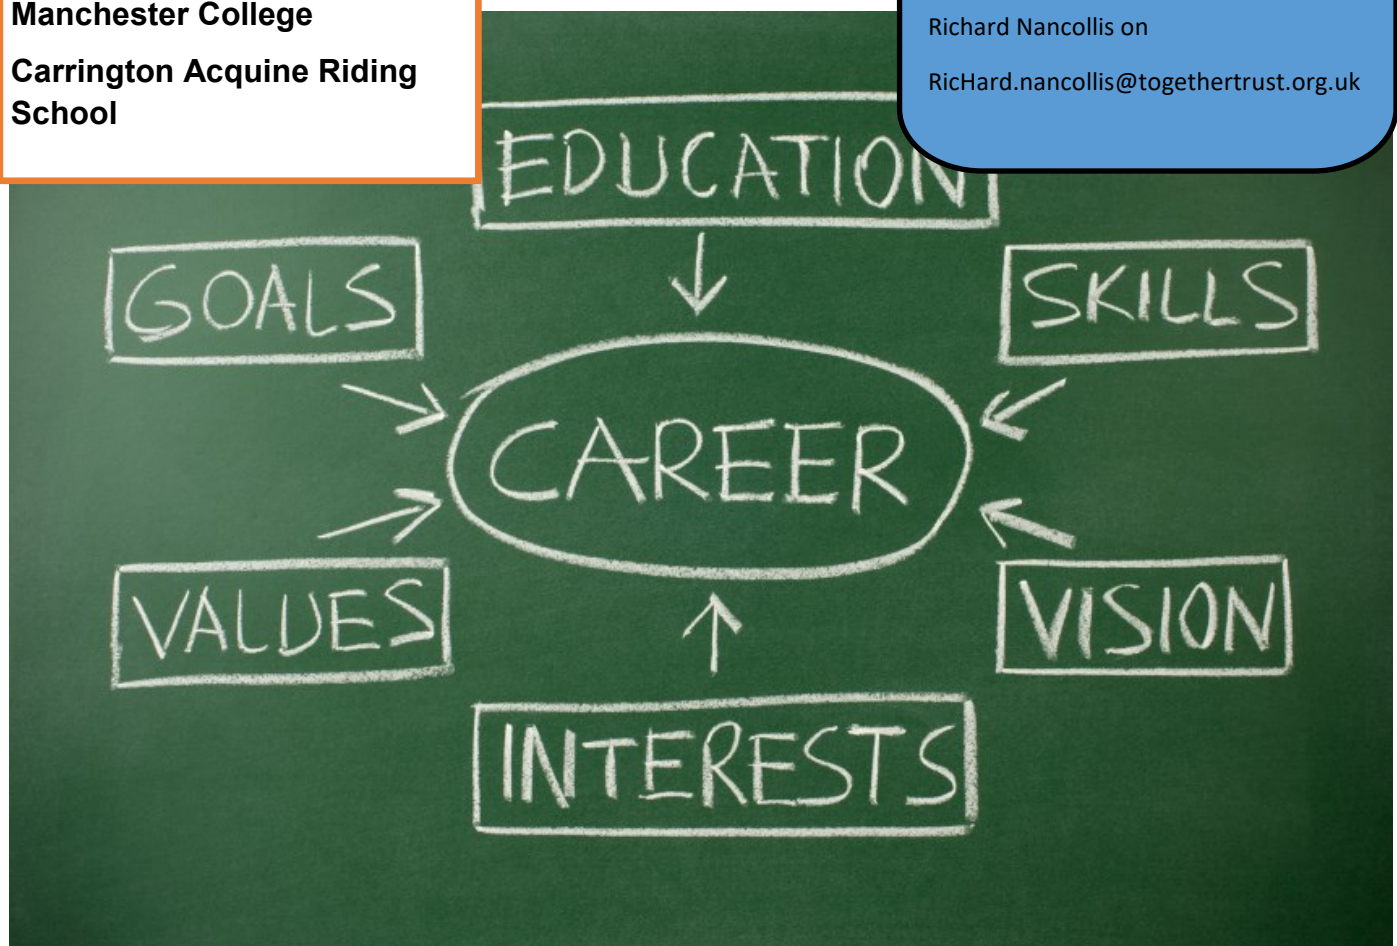 Manchester College
Carrington Acquine Riding
School
Richard Nancollis on
RicHard.nancollis@togethertrust.org.uk
EDUCATION
GOALS
SKILLS
CAREER
VALUES
VISION
INTERESTS